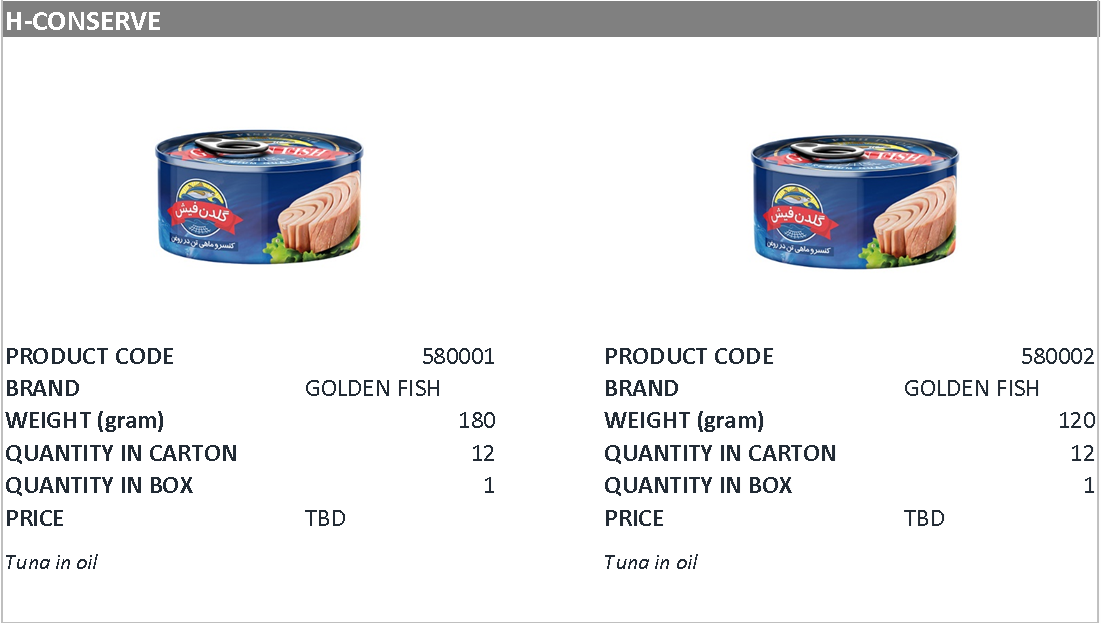 H-CONSERVE
FISH
گلدن فیش
کنسرو ماهی تن در روغن
FISH
گلدن فیش
کنسرو ماهی تن در روغن
PRODUCT CODE 580001
BRAND GOLDEN FISH
WEIGHT (gram) 180
QUANTITY IN CARTON 12
QUANTITY IN BOX 1
PRICE TBD
Tuna in oil
PRODUCT CODE 580002
BRAND GOLDEN FISH
WEIGHT (gram) 120
QUANTITY IN CARTON 12
QUANTITY IN BOX 1
PRICE TBD
Tuna in oil